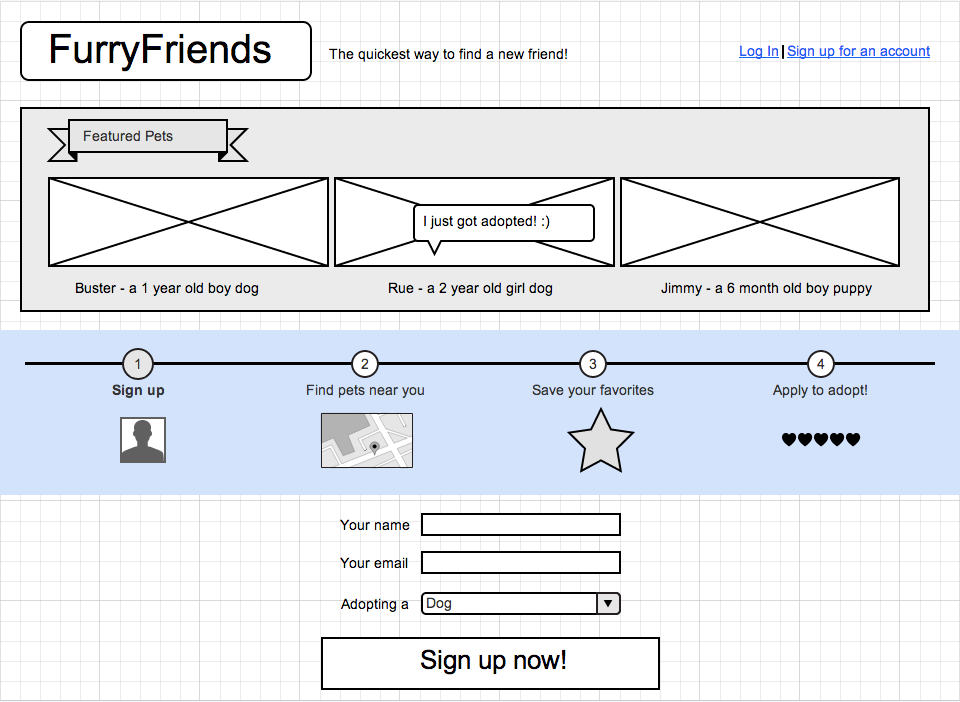 FurryFriends
The quickest way to find a new friend!
Log In | Sign up for an account
Featured Pets
I just got adopted! :)
Buster - a 1 year old boy dog
Rue - a 2 year old girl dog
Jimmy - a 6 month old boy puppy
1
Sign up
2
Find pets near you
3
Save your favorites
4
Apply to adopt!
Your name
Your email
Adopting a
Dog
Sign up now!